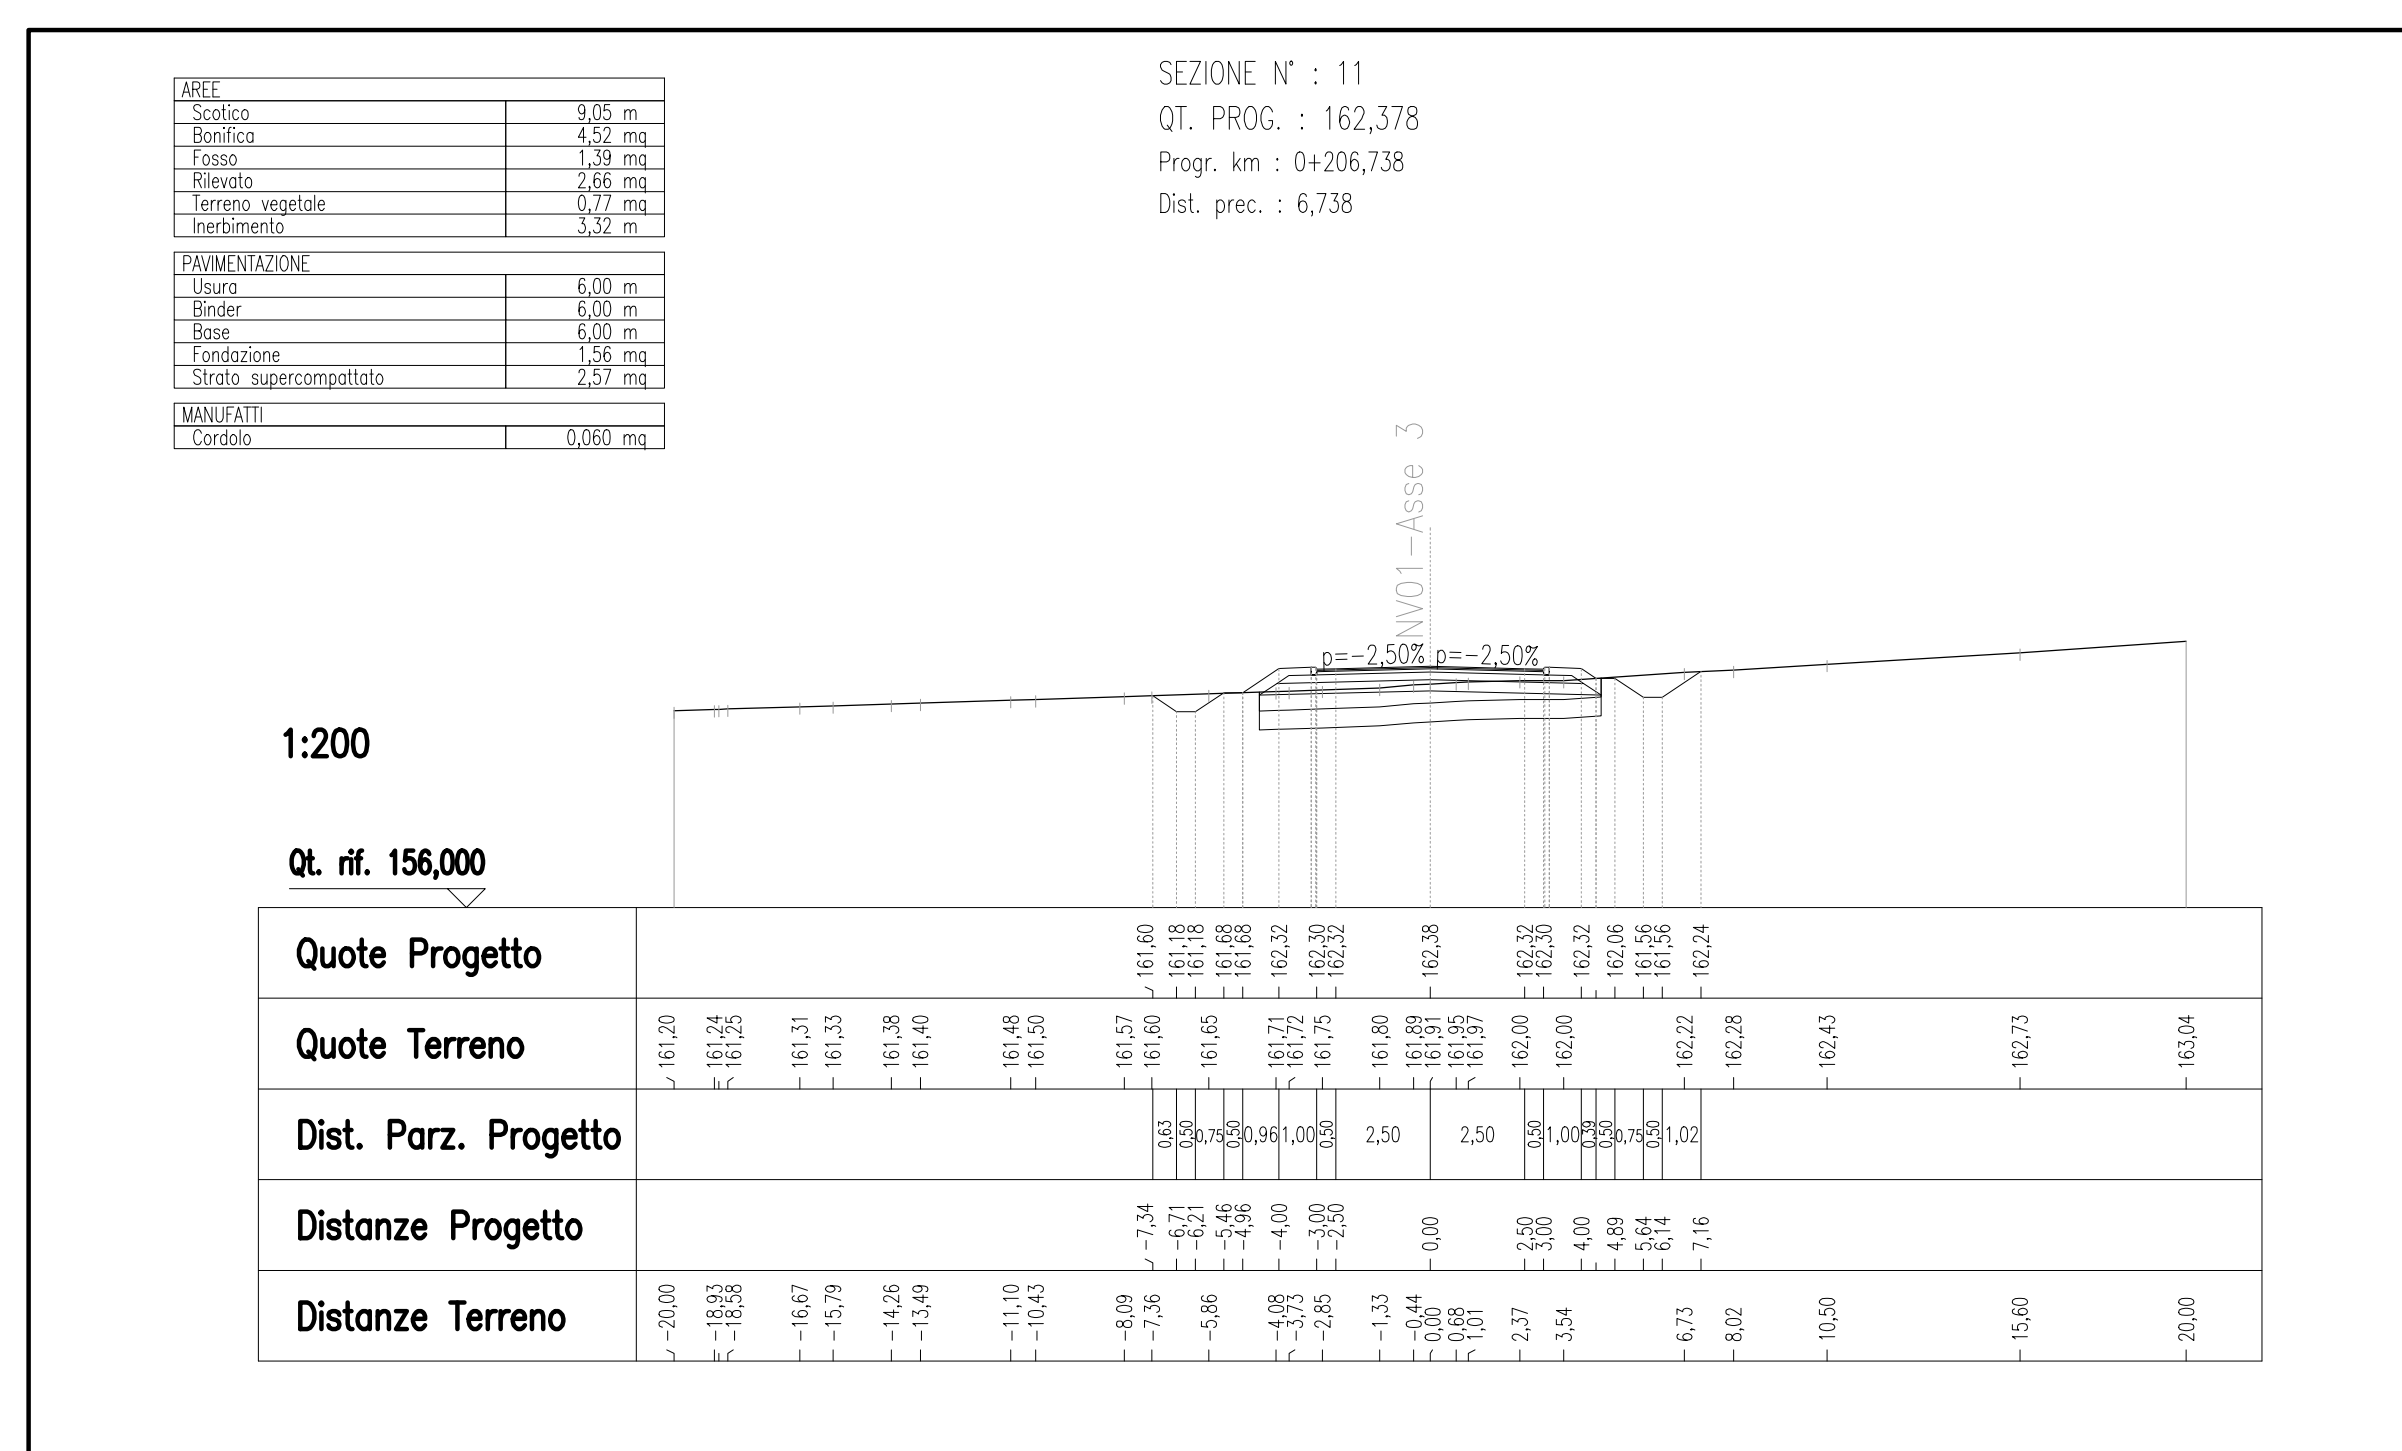 SEZIONE N° : 11
QT. PROG. : 162,378
Progr. km : 0+206,738
Dist. prec. : 6,738
AREE
Scotico 9,05 m
Bonifica 4,52 mq
Fosso 1,39 mq
Rilevato 2,66 mq
Terreno vegetale 0,77 mq
Inerbimento 3,32 m
PAVIMENTAZIONE
Usura 6,00 m
Binder 6,00 m
Base 6,00 m
Fondazione 1,56 mq
Strato supercompattato 2,57 mq
MANUFATTI
Cordolo 0,060 mq
NV01-Asse 3
p=-2,50% p=-2,50%
1:200
Qt. rif. 156,000
Quote Progetto 161,60 161,18 161,18 161,68 161,68 162,32 162,30 162,32 162,38 162,32 162,30 162,32 162,06 161,56 161,56 162,24
Quote Terreno 161,20 161,24 161,25 161,31 161,33 161,38 161,40 161,48 161,50 161,57 161,60 161,65 161,71 161,72 161,75 161,80 161,89 161,91 161,95 161,97 162,00 162,00 162,22 162,28 162,43 162,73 163,04
Dist. Parz. Progetto 0,63 0,50 0,75 0,50 0,96 1,00 0,50 2,50 2,50 0,50 1,00 0,39 0,50 0,75 0,50 1,02
Distanze Progetto -7,34 -6,71 -6,21 -5,46 -4,96 -4,00 -3,00 -2,50 0,00 2,50 3,00 4,00 4,89 5,64 6,14 7,16
Distanze Terreno -20,00 -18,93 -18,58 -16,67 -15,79 -14,26 -13,49 -11,10 -10,43 -8,09 -7,36 -5,86 -4,08 -3,73 -2,85 -1,33 -0,44 0,00 0,68 1,01 2,37 3,54 6,73 8,02 10,50 15,60 20,00